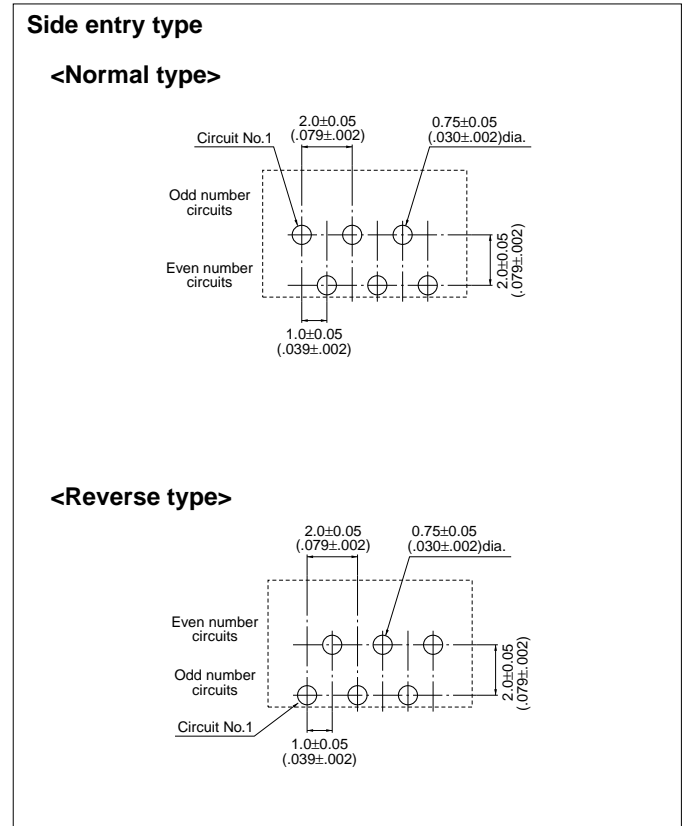 Side entry type
<Normal type>
2.0±0.05
(.079±.002)
0.75±0.05
(.030±.002)dia.
Circuit No.1
Odd number
circuits
Even number
circuits
2.0±0.05
(.079±.002)
1.0±0.05
(.039±.002)
<Reverse type>
2.0±0.05
(.079±.002)
0.75±0.05
(.030±.002)dia.
Even number
circuits
Odd number
circuits
2.0±0.05
(.079±.002)
Circuit No.1
1.0±0.05
(.039±.002)